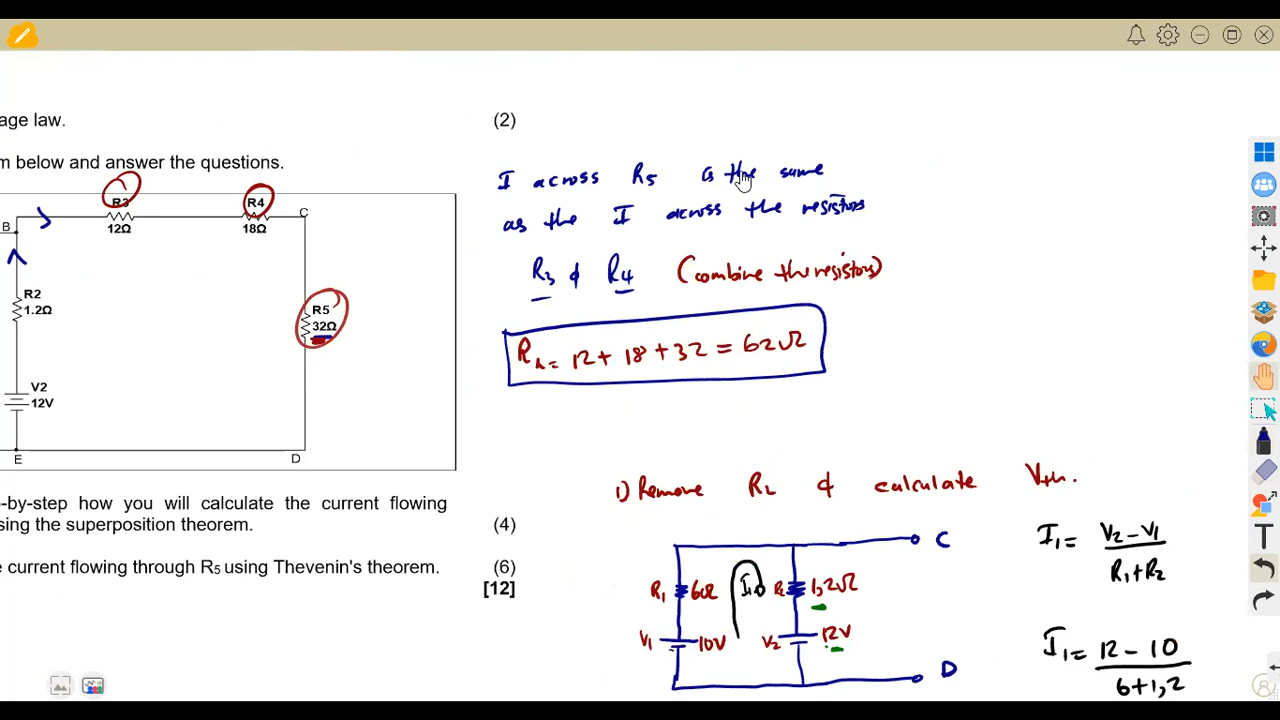 age law.
(2)
m below and answer the questions.
B
R3
12Ω
R4
18Ω
C
R2
1.2Ω
R5
32Ω
V2
12V
E
D
-by-step how you will calculate the current flowing
sing the superposition theorem.
(4)
e current flowing through R5 using Thevenin's theorem.
(6)
[12]
I across R5 is the same
as the I across the resistors
R3 & R4 (combine the resistors)
= 12 + 18 + 32 = 62Ω
1) Remove RL & calculate Vth.
C
R1 6Ω
I1
1,2Ω
V1 10V
V2 12V
D
I1 = V2 - V1
R1 + R2
I1 = 12 - 10
6 + 1,2
T